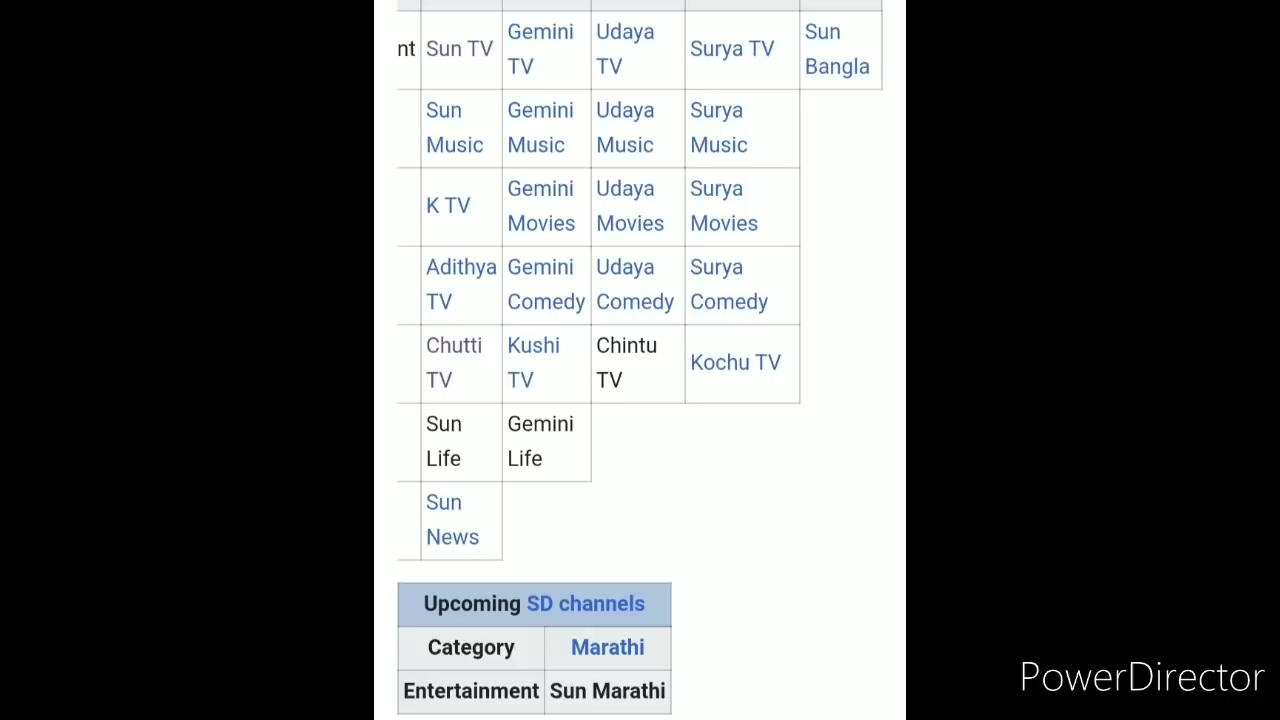 nt Sun TV Gemini TV Udaya TV Surya TV Sun Bangla
Sun Music Gemini Music Udaya Music Surya Music
K TV Gemini Movies Udaya Movies Surya Movies
Adithya TV Gemini Comedy Udaya Comedy Surya Comedy
Chutti TV Kushi TV Chintu TV Kochu TV
Sun Life Gemini Life
Sun News
Upcoming SD channels
Category Marathi
Entertainment Sun Marathi
PowerDirector